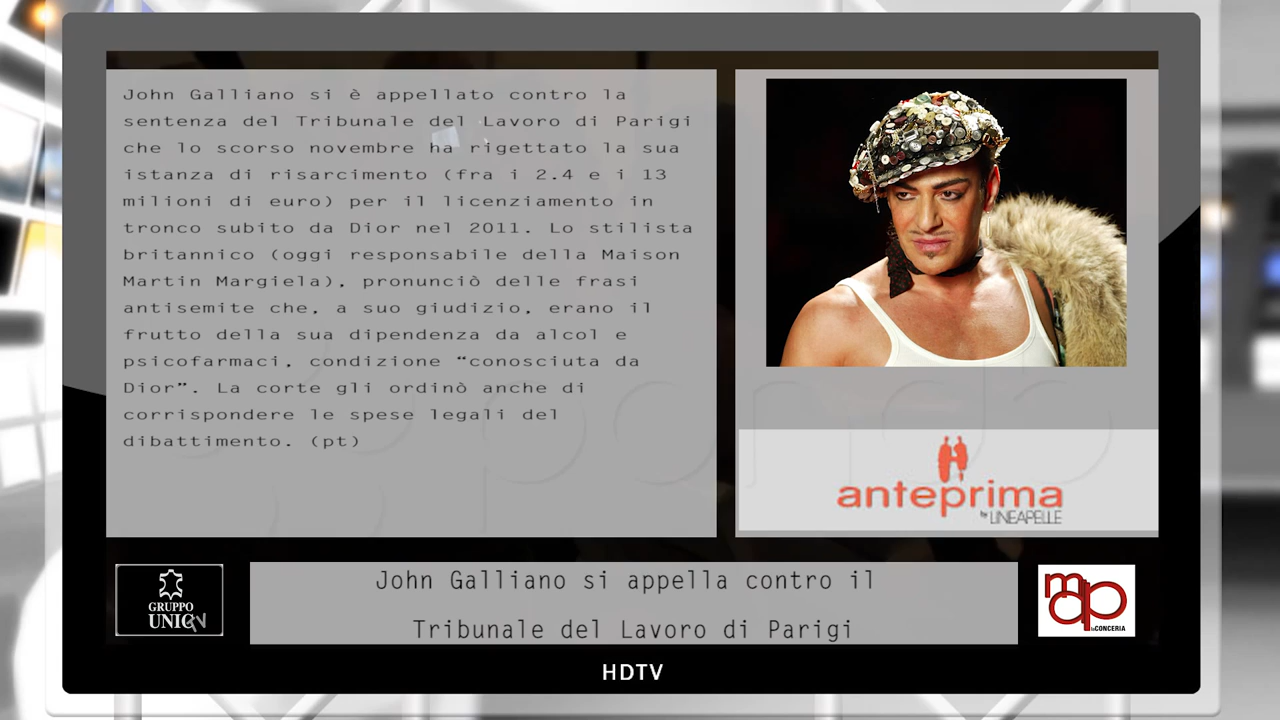 John Galliano si è appellato contro la
sentenza del Tribunale del Lavoro di Parigi
che lo scorso novembre ha rigettato la sua
istanza di risarcimento (fra i 2.4 e i 13
milioni di euro) per il licenziamento in
tronco subito da Dior nel 2011. Lo stilista
britannico (oggi responsabile della Maison
Martin Margiela), pronunciò delle frasi
antisemite che, a suo giudizio, erano il
frutto della sua dipendenza da alcol e
psicofarmaci, condizione “conosciuta da
Dior”. La corte gli ordinò anche di
corrispondere le spese legali del
dibattimento. (pt)
anteprima
by LINEAPELLE
GRUPPO
UNIC
TV
John Galliano si appella contro il
Tribunale del Lavoro di Parigi
mdp
laCONCERIA
HDTV